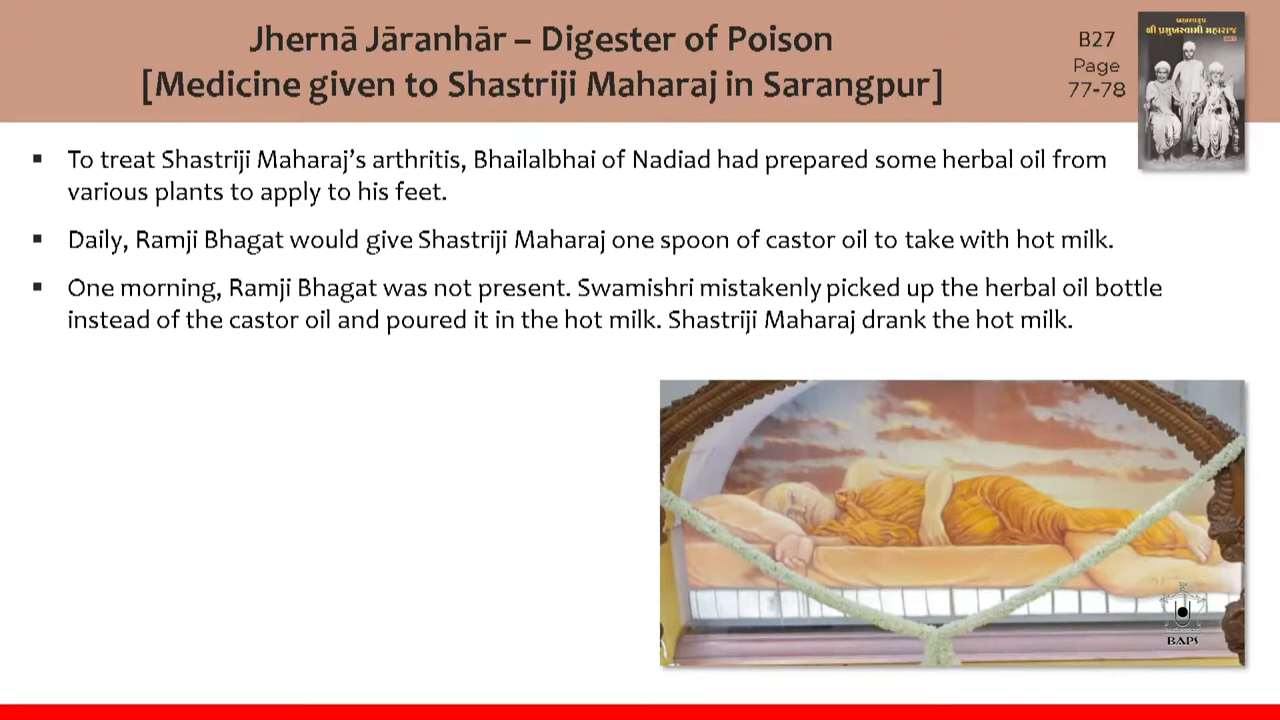 Jhernā Jāranhār – Digester of Poison
[Medicine given to Shastriji Maharaj in Sarangpur]
B27
Page
77-78
શ્રી પ્રમુખસ્વામી મહારાજ
▪ To treat Shastriji Maharaj’s arthritis, Bhailalbhai of Nadiad had prepared some herbal oil from
various plants to apply to his feet.
▪ Daily, Ramji Bhagat would give Shastriji Maharaj one spoon of castor oil to take with hot milk.
▪ One morning, Ramji Bhagat was not present. Swamishri mistakenly picked up the herbal oil bottle
instead of the castor oil and poured it in the hot milk. Shastriji Maharaj drank the hot milk.
BAPS